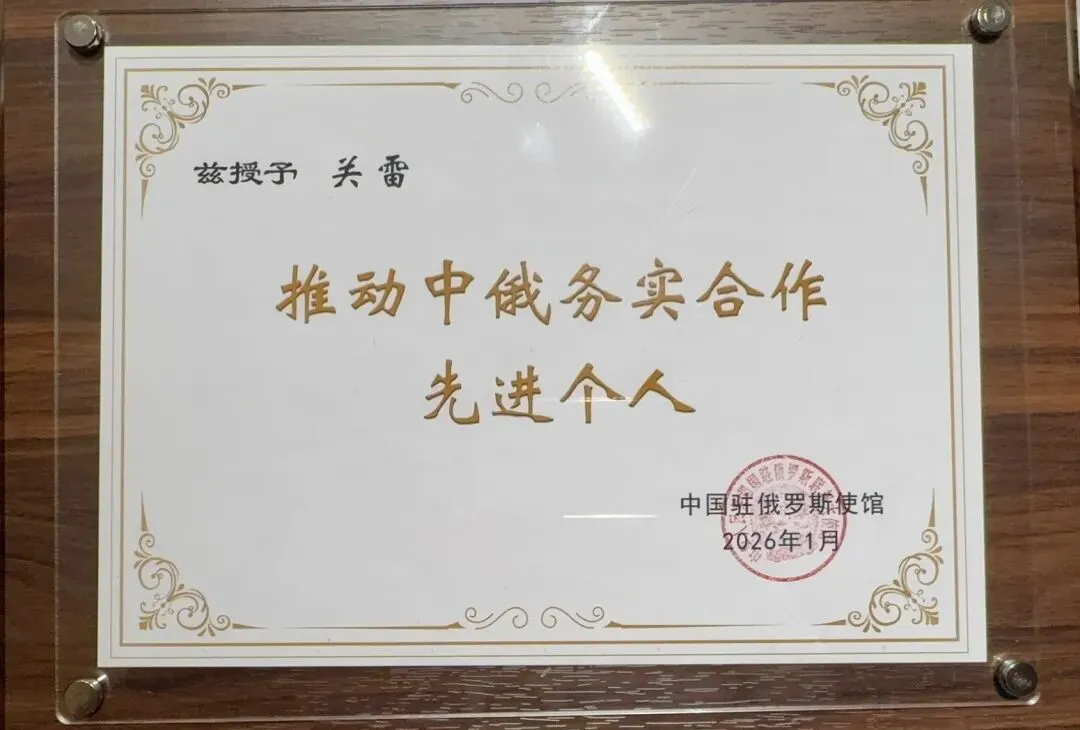 兹授予 关雷
推动中俄务实合作
先进个人
中国驻俄罗斯使馆
2026年1月